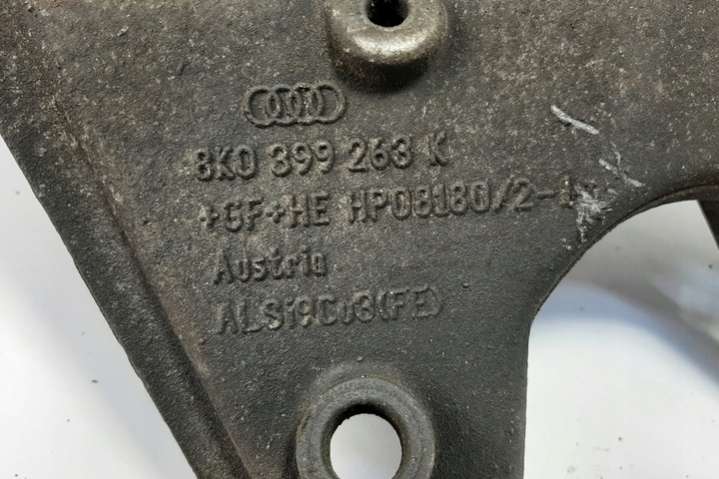 8K0 399 263 K
+GF+HE HP08180/2-1
Austria
ALSi9Cu3(FE)